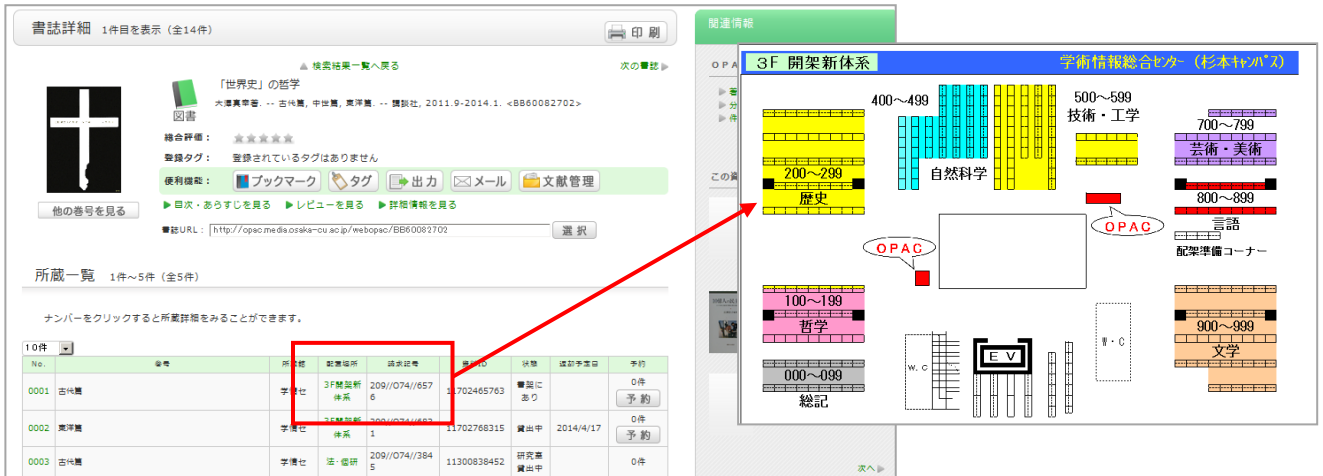 書誌詳細 1件目を表示 (全14件)
印刷
▲ 検索結果一覧へ戻る
次の書誌▶
図書
「世界史」の哲学
大澤真幸著. -- 古代篇, 中世篇, 東洋篇. -- 講談社, 2011.9-2014.1. <BB60082702>
総合評価： ★★★★★
登録タグ： 登録されているタグはありません
便利機能： ブックマーク タグ 出力 メール 文献管理
▶目次・あらすじを見る ▶レビューを見る ▶詳細情報を見る
他の巻号を見る
書誌URL： http://opac.media.osaka-cu.ac.jp/webopac/BB60082702 選択
所蔵一覧 1件～5件 (全5件)
ナンバーをクリックすると所蔵詳細をみることができます。
10件
No. 巻号 配置場所 請求記号 状態 返却予定日 予約
0001 古代篇 学情セ 3F開架新体系 209//O74//6576 11702465763 書架にあり 0件 予約
0002 東洋篇 学情セ 体系 1 11702768315 貸出中 2014/4/17 0件 予約
0003 古代篇 学情セ 法・個研 209//O74//3845 11300838452 研究室貸出中 0件
関連情報
OPA
この資
次へ▶
3F 開架新体系
学術情報総合センター (杉本キャンパス)
400～499
自然科学
500～599
技術・工学
700～799
芸術・美術
200～299
歴史
800～899
言語
配架準備コーナー
OPAC
OPAC
100～199
哲学
000～099
総記
W.C
EV
W・C
900～999
文学